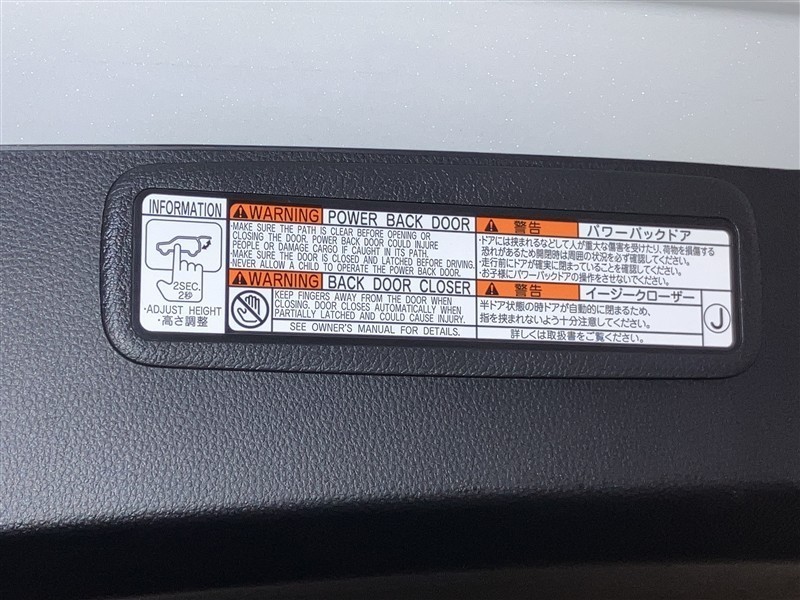 INFORMATION
2SEC.
2秒
・ADJUST HEIGHT
・高さ調整
WARNING POWER BACK DOOR
・MAKE SURE THE PATH IS CLEAR BEFORE OPENING OR
CLOSING THE DOOR. POWER BACK DOOR COULD INJURE
PEOPLE OR DAMAGE CARGO IF CAUGHT IN ITS PATH.
・MAKE SURE THE DOOR IS CLOSED AND LATCHED BEFORE DRIVING.
・NEVER ALLOW A CHILD TO OPERATE THE POWER BACK DOOR.
WARNING BACK DOOR CLOSER
KEEP FINGERS AWAY FROM THE DOOR WHEN
CLOSING. DOOR CLOSES AUTOMATICALLY WHEN
PARTIALLY LATCHED AND COULD CAUSE INJURY.
SEE OWNER'S MANUAL FOR DETAILS.
警告 パワーバックドア
・ドアには挟まれるなどして人が重大な傷害を受けたり、荷物を損傷する
恐れがあるため開閉時は周囲の状況を必ず確認してください。
・走行前にドアが確実に閉まっていることを確認してください。
・お子様にパワーバックドアの操作をさせないでください。
警告 イージークローザー
半ドア状態の時ドアが自動的に閉まるため、
指を挟まれないよう十分注意してください。
詳しくは取扱書をご覧ください。
J